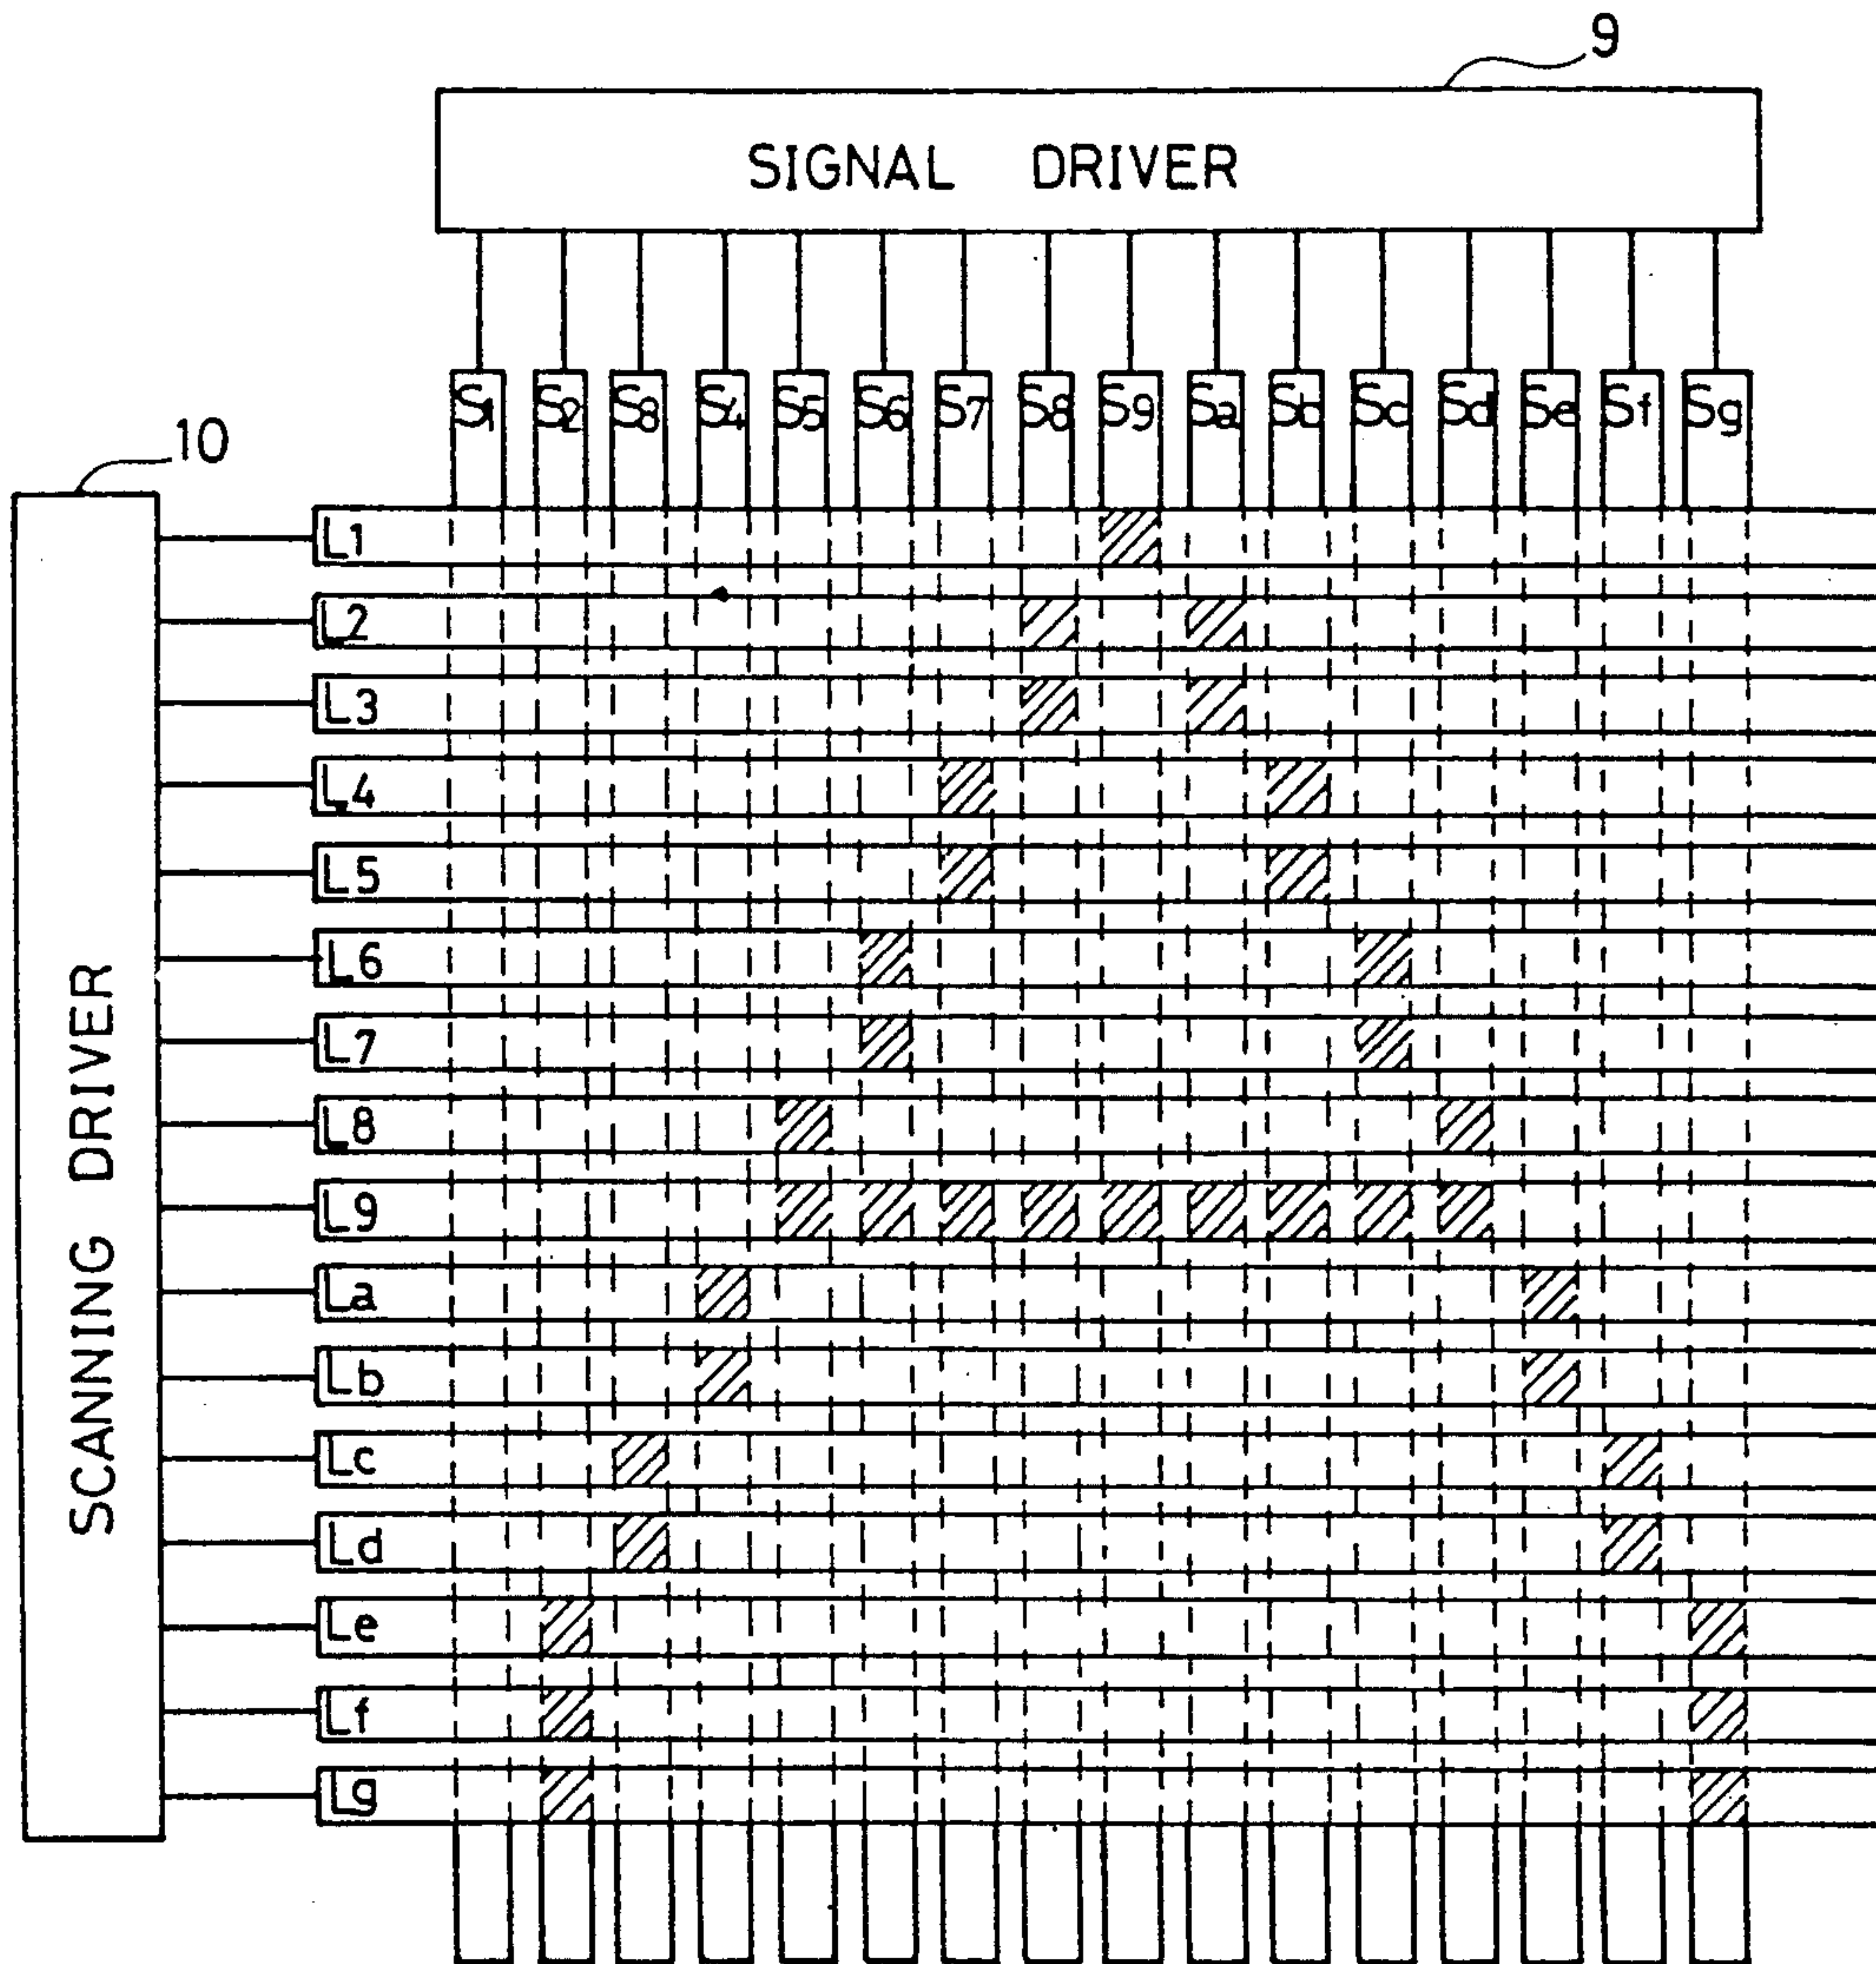 9
SIGNAL DRIVER
S1 S2 S8 S4 S5 S6 S7 S8 S9 Sa Sb Sc Sd Se Sf Sg
10
SCANNING DRIVER
L1
L2
L3
L4
L5
L6
L7
L8
L9
La
Lb
Lc
Ld
Le
Lf
Lg